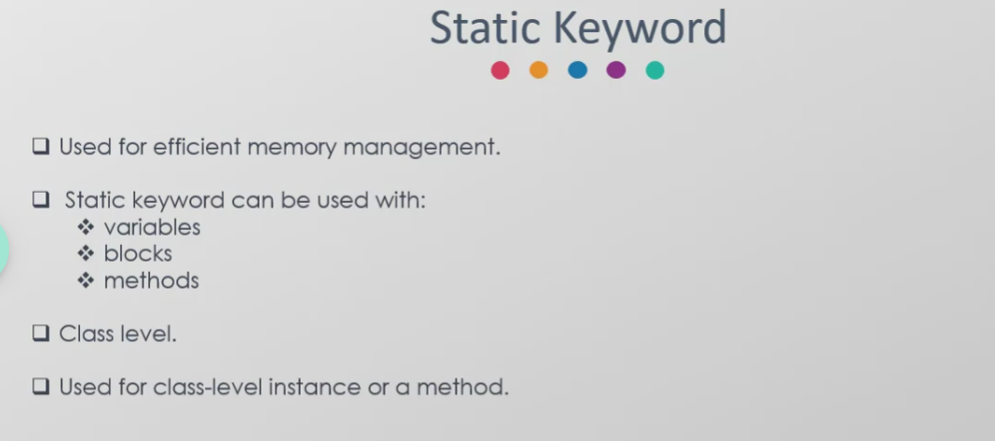 Static Keyword
Used for efficient memory management.
Static keyword can be used with:
variables
blocks
methods
Class level.
Used for class-level instance or a method.